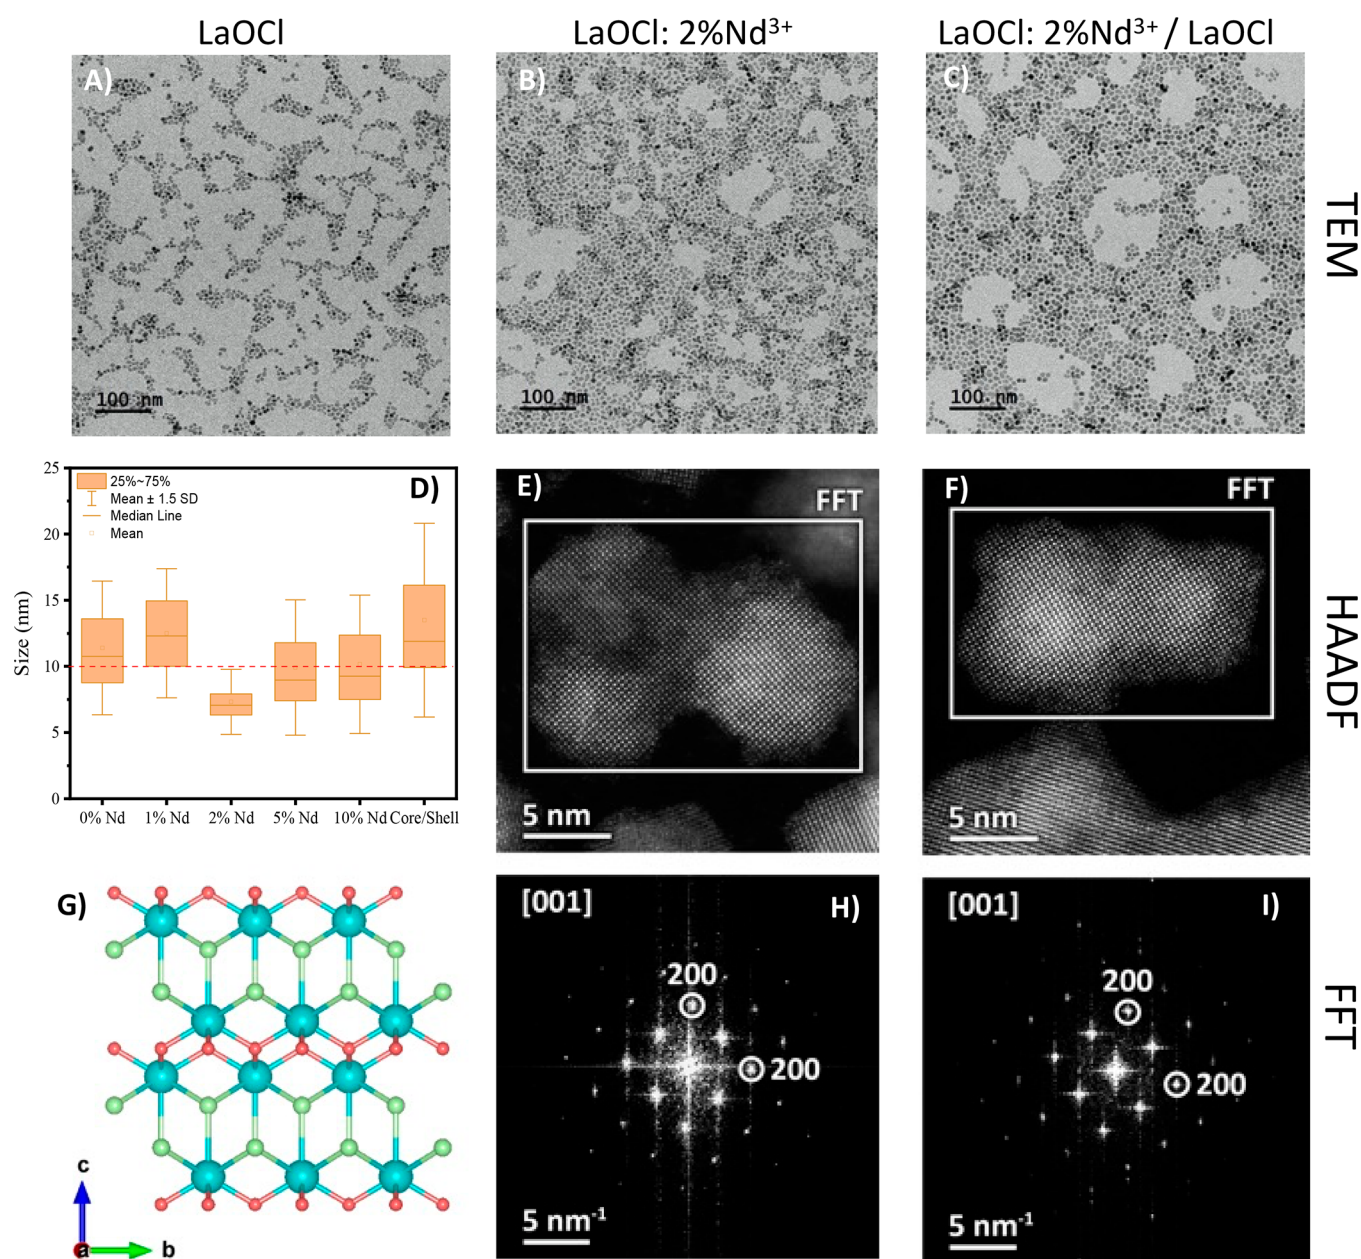 LaOCl
LaOCl: 2%Nd³⁺
LaOCl: 2%Nd³⁺ / LaOCl
A)
B)
C)
TEM
100 nm
100 nm
100 nm
25
20
15
10
5
0
Size (nm)
25%~75%
Mean ± 1.5 SD
Median Line
Mean
D)
0% Nd
1% Nd
2% Nd
5% Nd
10% Nd
Core/Shell
E)
FFT
5 nm
F)
FFT
5 nm
HAADF
G)
c
a
b
[001]
H)
200
200
5 nm⁻¹
[001]
I)
200
200
5 nm⁻¹
FFT